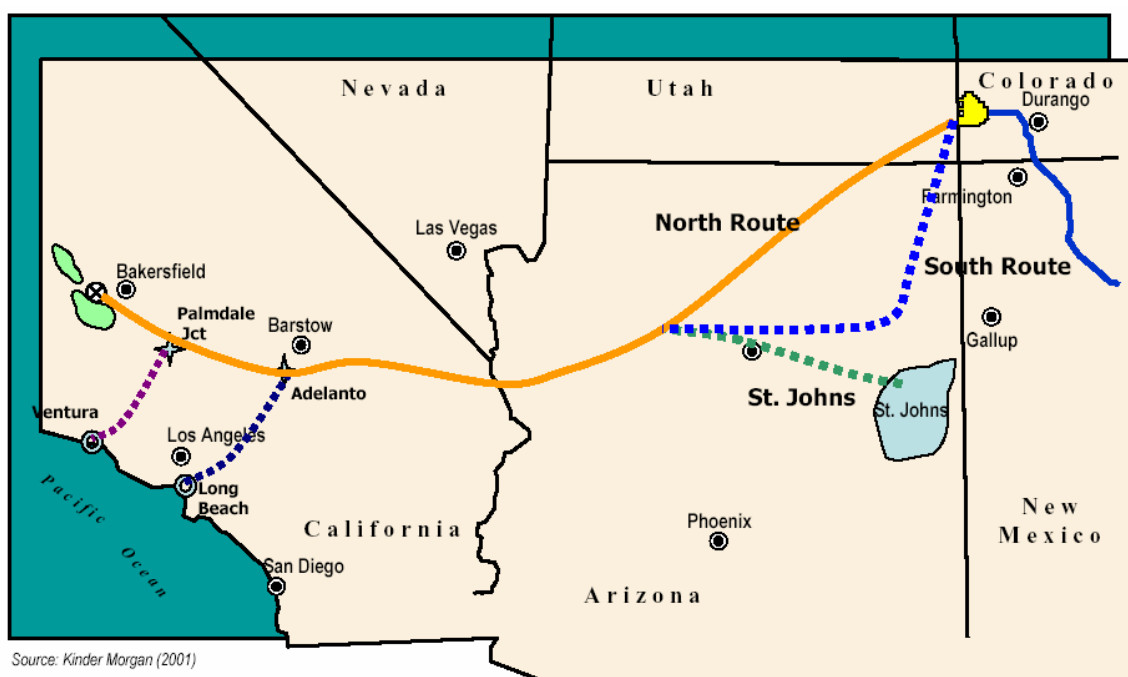 Nevada
Utah
Colorado
Durango
Farmington
Las Vegas
North Route
South Route
Bakersfield
Palmdale
Jct
Barstow
Gallup
Adelanto
St. Johns
St. Johns
Ventura
Los Angeles
Long
Beach
Pacific
Ocean
California
Phoenix
New
Mexico
San Diego
Arizona
Source: Kinder Morgan (2001)